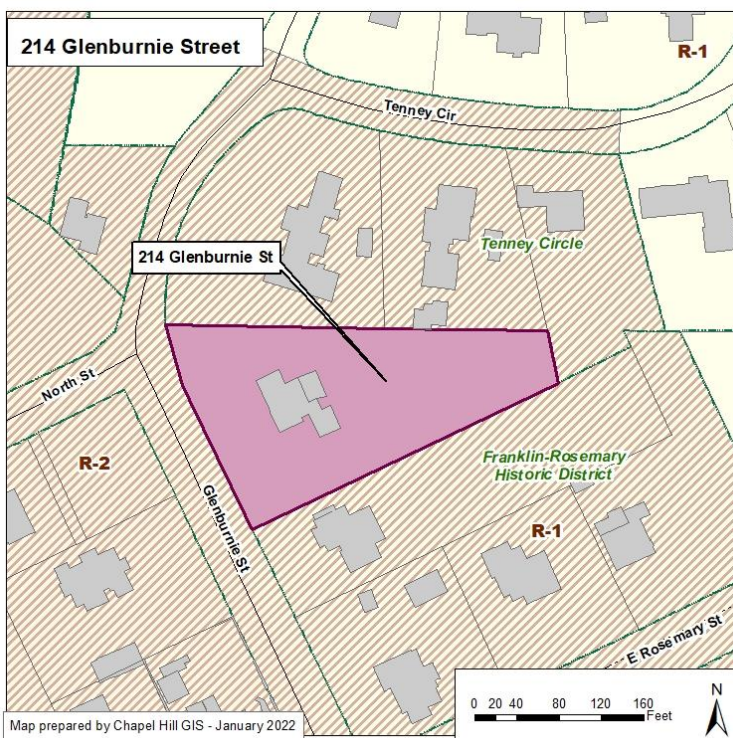 214 Glenburnie Street
R-1
Tenney Cir
Tenney Circle
214 Glenburnie St
North St
R-2
Franklin-Rosemary
Historic District
Glenburnie St
R-1
E Rosemary St
N
0 20 40 80 120 160
Feet
Map prepared by Chapel Hill GIS - January 2022